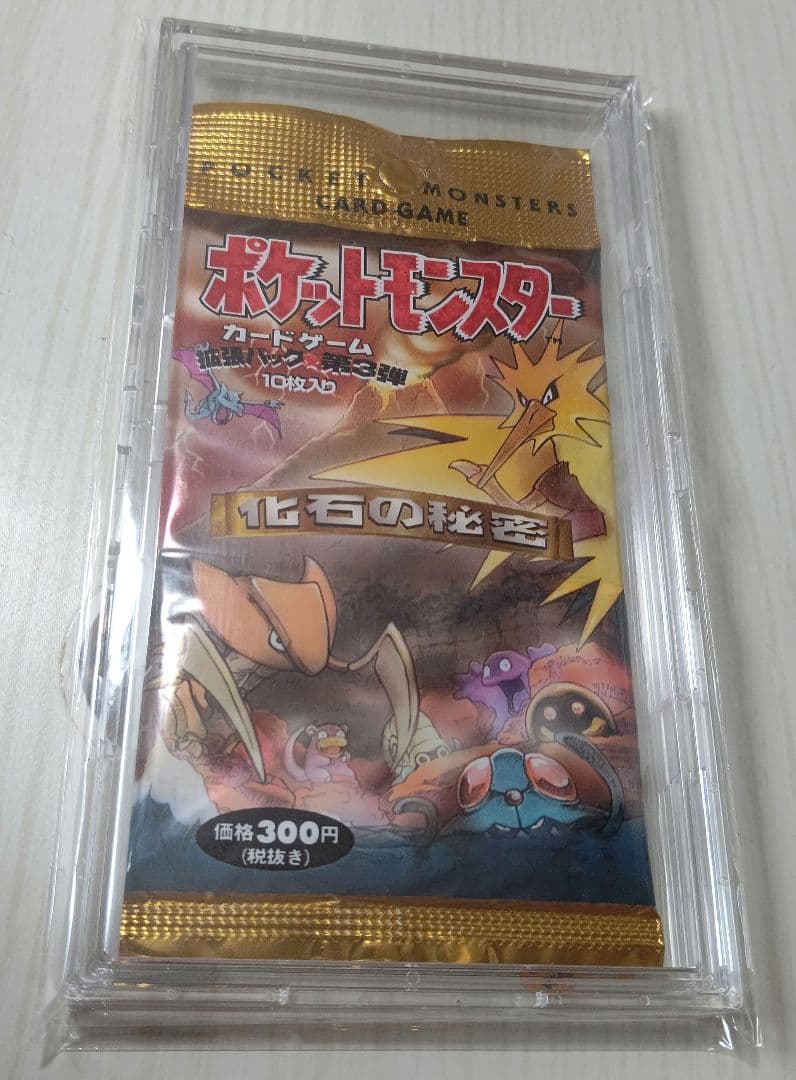 POCKET MONSTERS
CARD GAME
ポケットモンスター
TM
カードゲーム
拡張パック★第3弾
10枚入り
化石の秘密
価格300円
(税抜き)